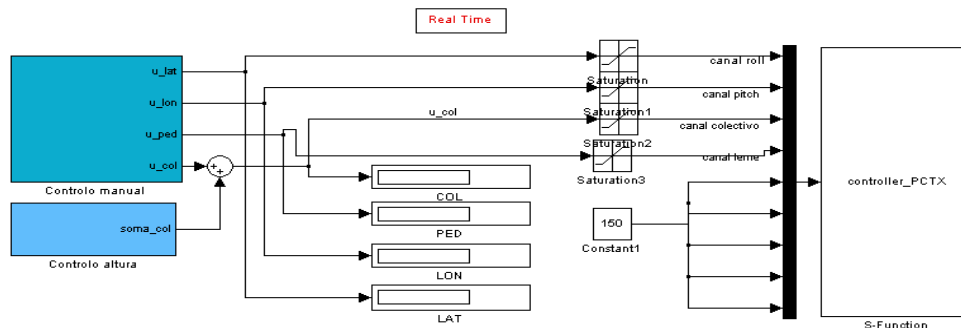 Real Time
u_lat
u_lon
u_ped
u_col
Controlo manual
+
+
soma_col
Controlo altura
u_col
COL
PED
LON
LAT
Saturation
Saturation1
Saturation2
Saturation3
150
Constant1
canal roll
canal pitch
canal colectivo
canal leme
controller_PCTX
S-Function